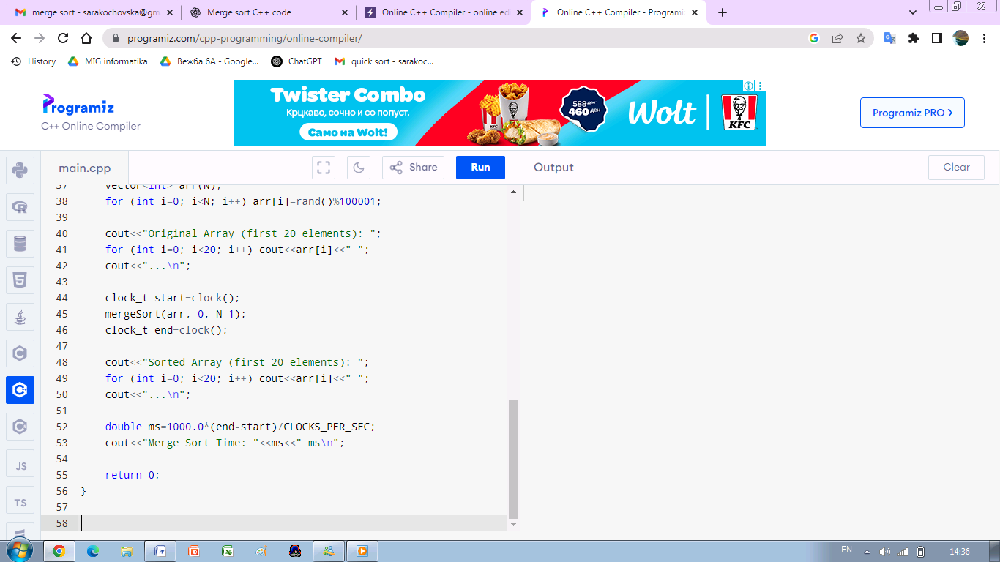 merge sort - sarakochovska@gm
Merge sort C++ code
Online C++ Compiler - online ed
Online C++ Compiler - Programi
programiz.com/cpp-programming/online-compiler/
History
MIG informatika
Вежба 6А - Google...
ChatGPT
quick sort - sarakoc...
Programiz
C++ Online Compiler
Twister Combo
Крцкаво, сочно и со попуст.
Само на Wolt!
588 ден
460 ден
Wolt
KFC
Programiz PRO
main.cpp
Share
Run
Output
Clear
37 vector<int> arr(N);
38 for (int i=0; i<N; i++) arr[i]=rand()%100001;
39
40 cout<<"Original Array (first 20 elements): ";
41 for (int i=0; i<20; i++) cout<<arr[i]<<" ";
42 cout<<"...\n";
43
44 clock_t start=clock();
45 mergeSort(arr, 0, N-1);
46 clock_t end=clock();
47
48 cout<<"Sorted Array (first 20 elements): ";
49 for (int i=0; i<20; i++) cout<<arr[i]<<" ";
50 cout<<"...\n";
51
52 double ms=1000.0*(end-start)/CLOCKS_PER_SEC;
53 cout<<"Merge Sort Time: "<<ms<<" ms\n";
54
55 return 0;
56 }
57
58
JS
TS
EN
14:36